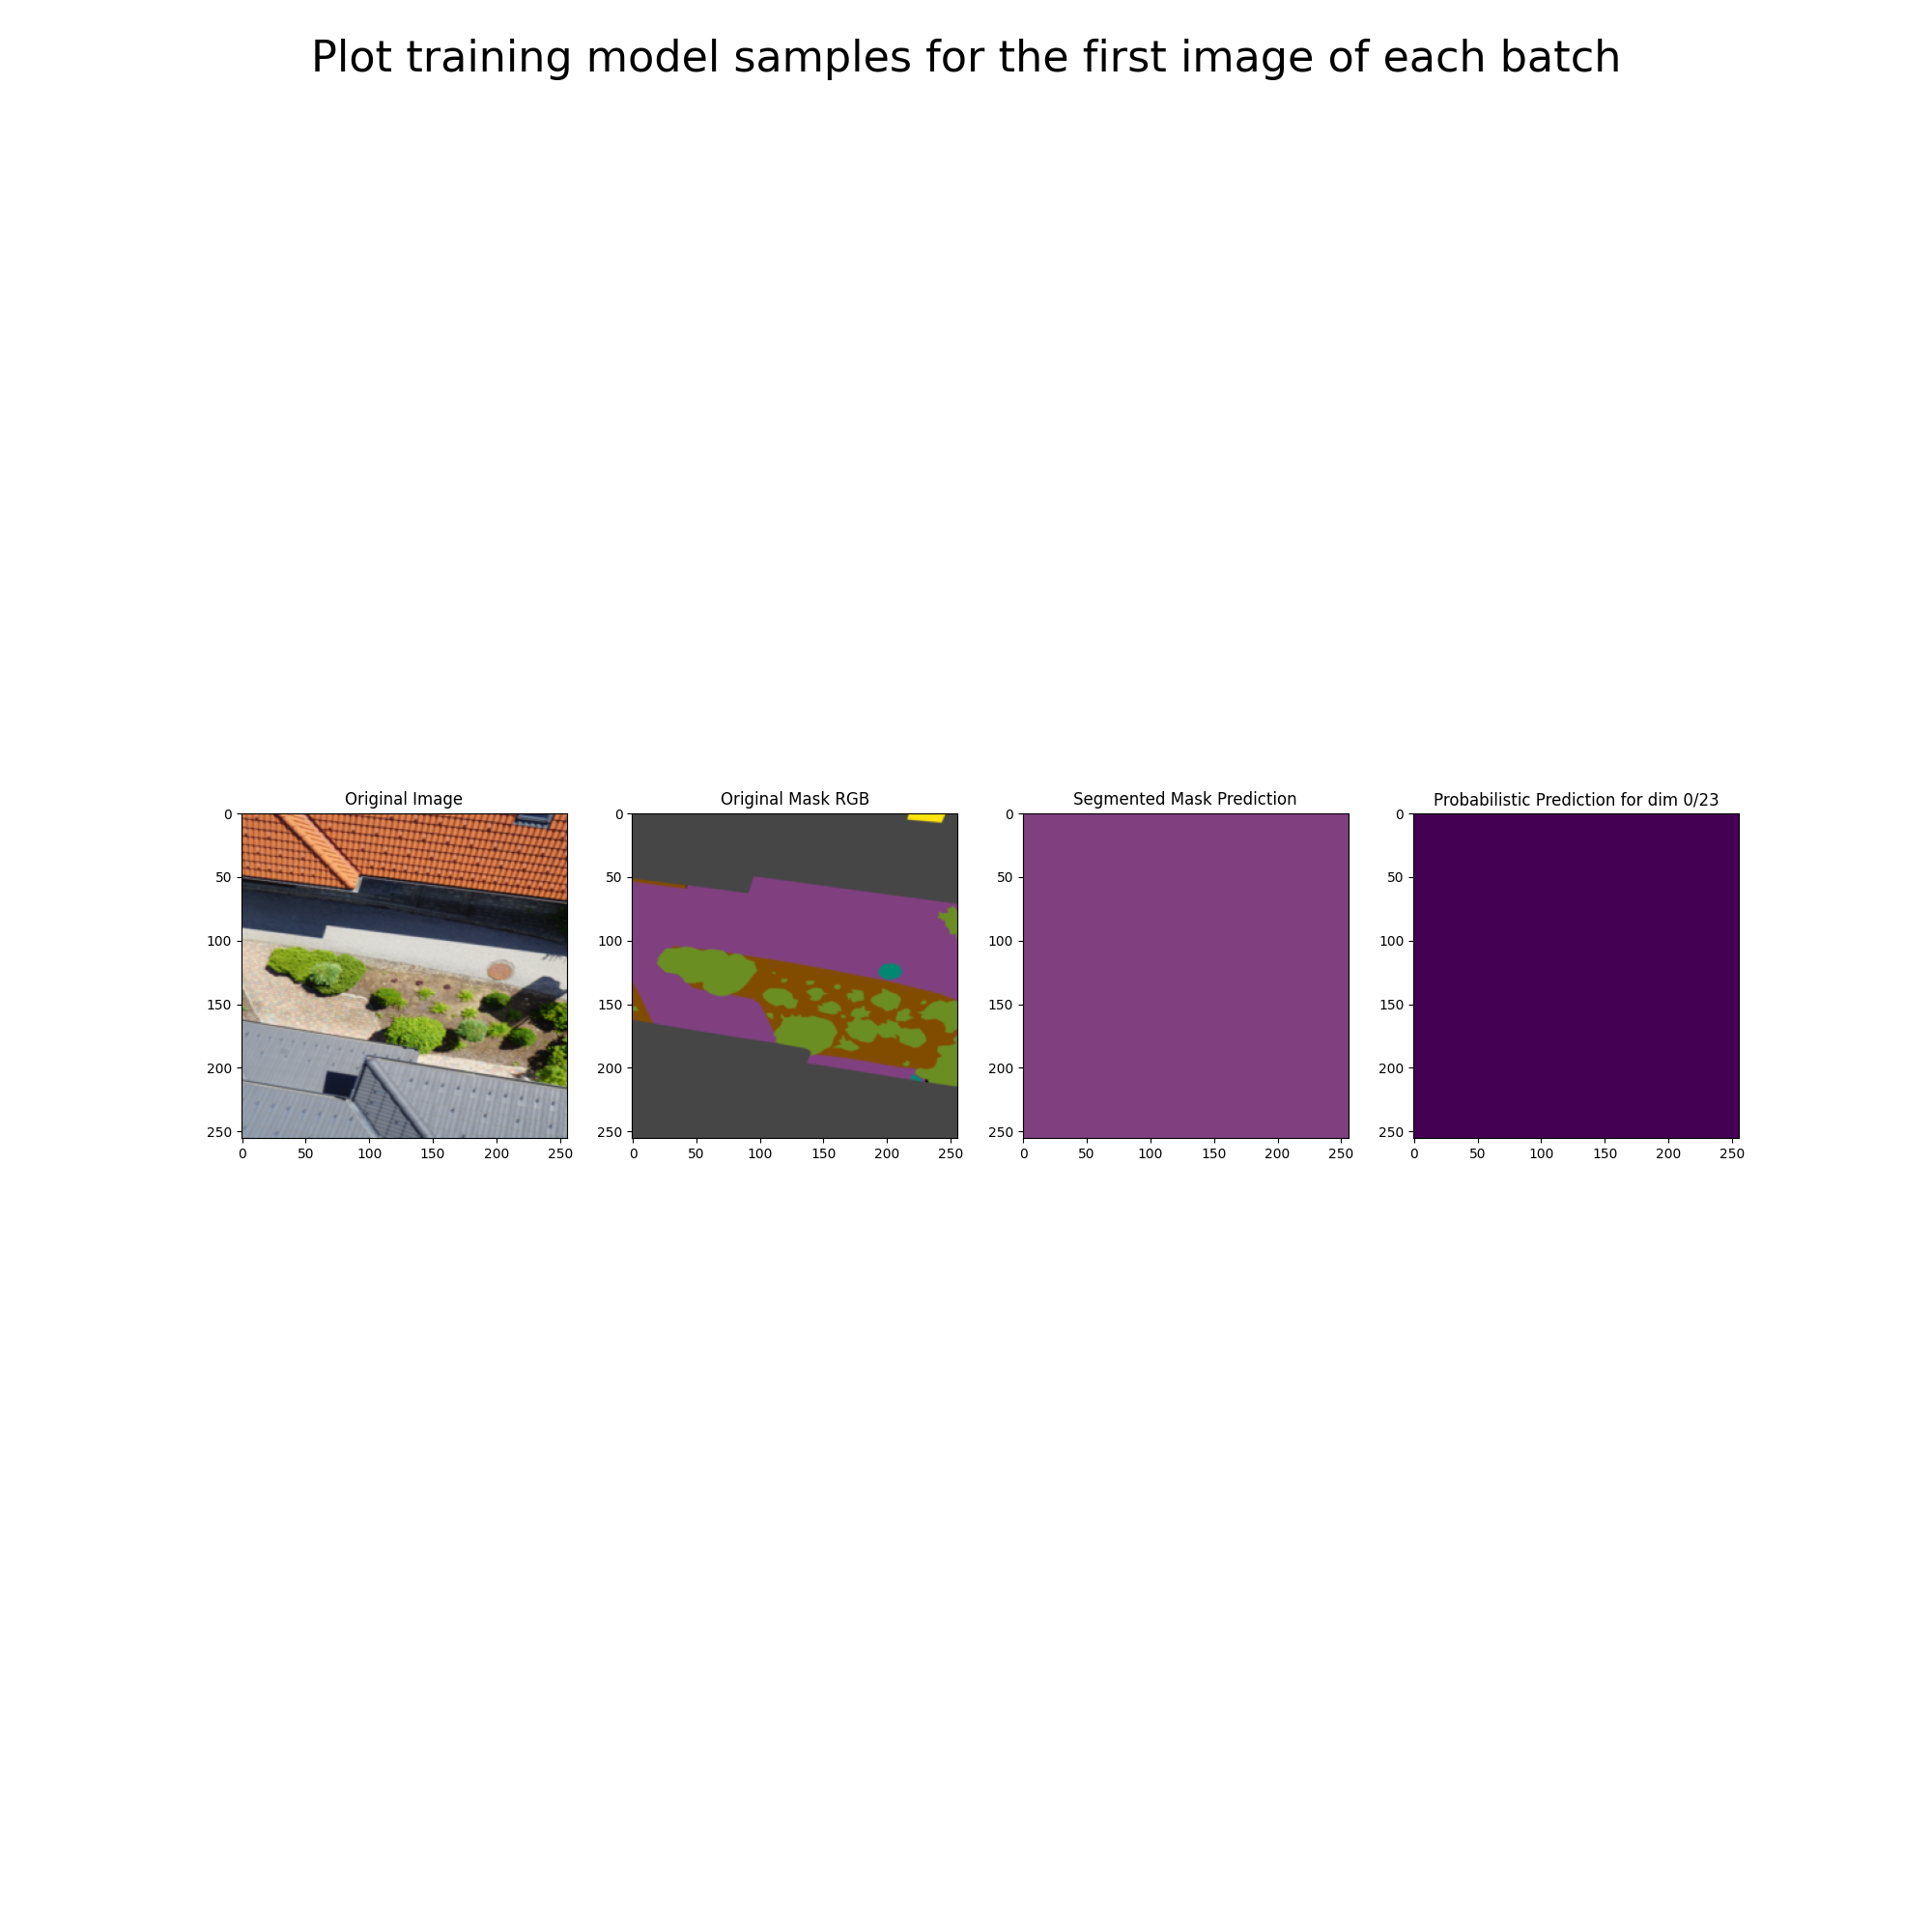 Plot training model samples for the first image of each batch
Original Image
Original Mask RGB
Segmented Mask Prediction
Probabilistic Prediction for dim 0/23
0
50
100
150
200
250
0 50 100 150 200 250
0
50
100
150
200
250
0 50 100 150 200 250
0
50
100
150
200
250
0 50 100 150 200 250
0
50
100
150
200
250
0 50 100 150 200 250